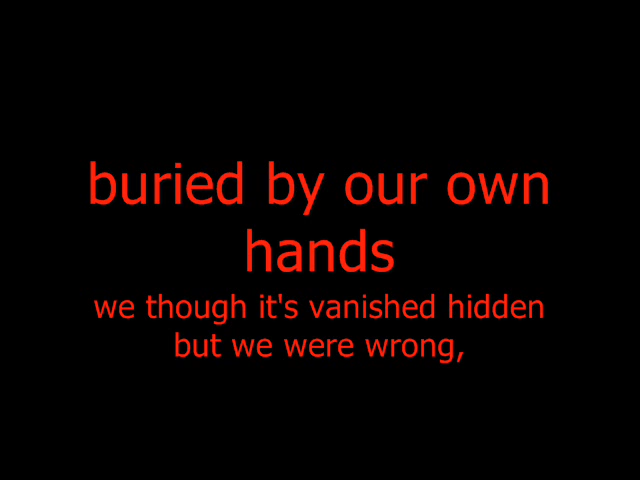 buried by our own
hands
we though it's vanished hidden
but we were wrong,